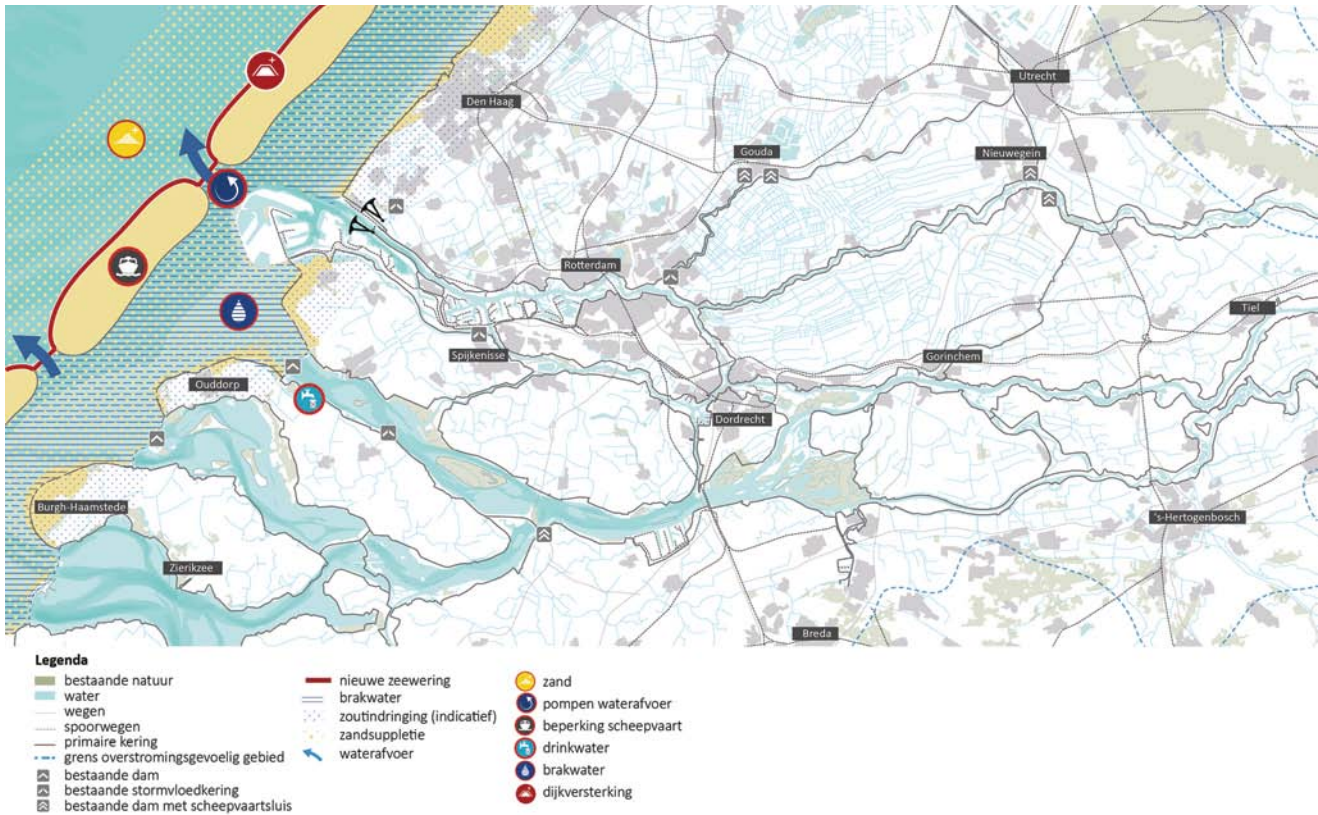 Utrecht
Den Haag
Gouda
Nieuwegein
Rotterdam
Tiel
Spijkenisse
Gorinchem
Ouddorp
Dordrecht
Burgh-Haamstede
's-Hertogenbosch
Zierikzee
Breda
Legenda
bestaande natuur
water
wegen
spoorwegen
primaire kering
grens overstromingsgevoelig gebied
bestaande dam
bestaande stormvloedkering
bestaande dam met scheepvaartsluis
nieuwe zeewering
brakwater
zoutindringing (indicatief)
zandsuppletie
waterafvoer
zand
pompen waterafvoer
beperking scheepvaart
drinkwater
brakwater
dijkversterking